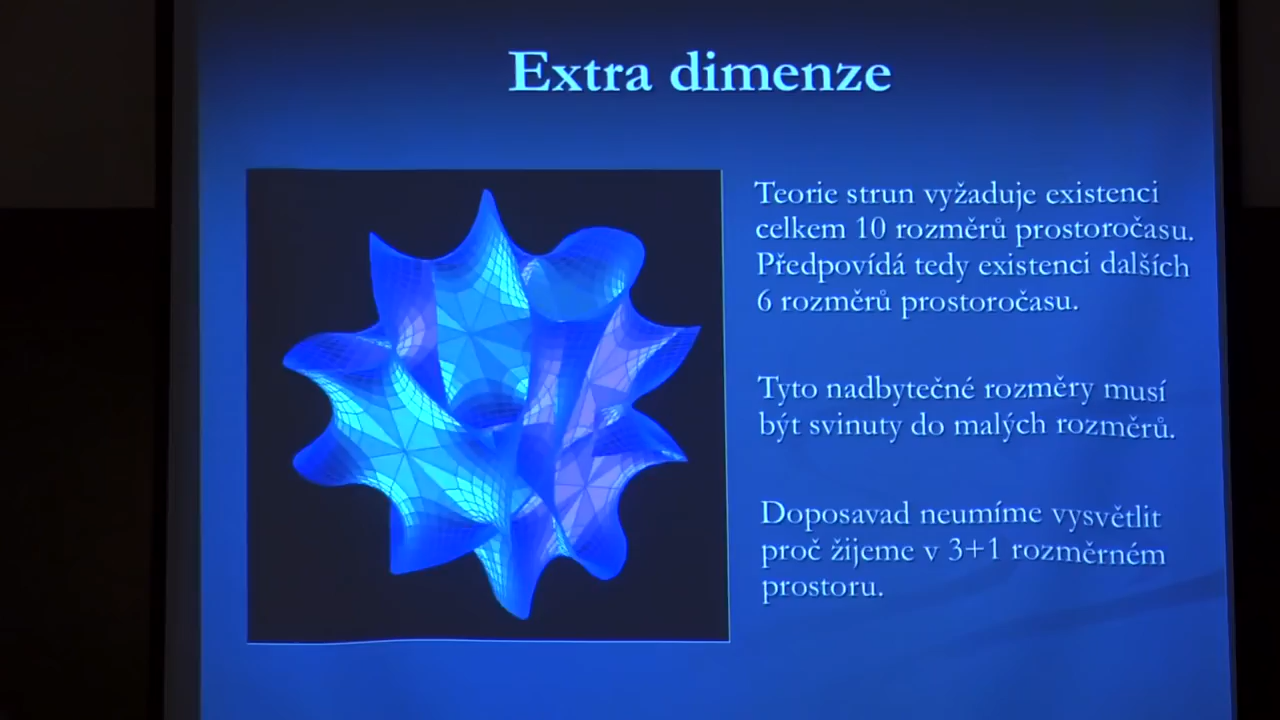 Extra dimenze
Teorie strun vyžaduje existenci
celkem 10 rozměrů prostoročasu.
Předpovídá tedy existenci dalších
6 rozměrů prostoročasu.
Tyto nadbytečné rozměry musí
být svinuty do malých rozměrů.
Doposavad neumíme vysvětlit
proč žijeme v 3+1 rozměrném
prostoru.